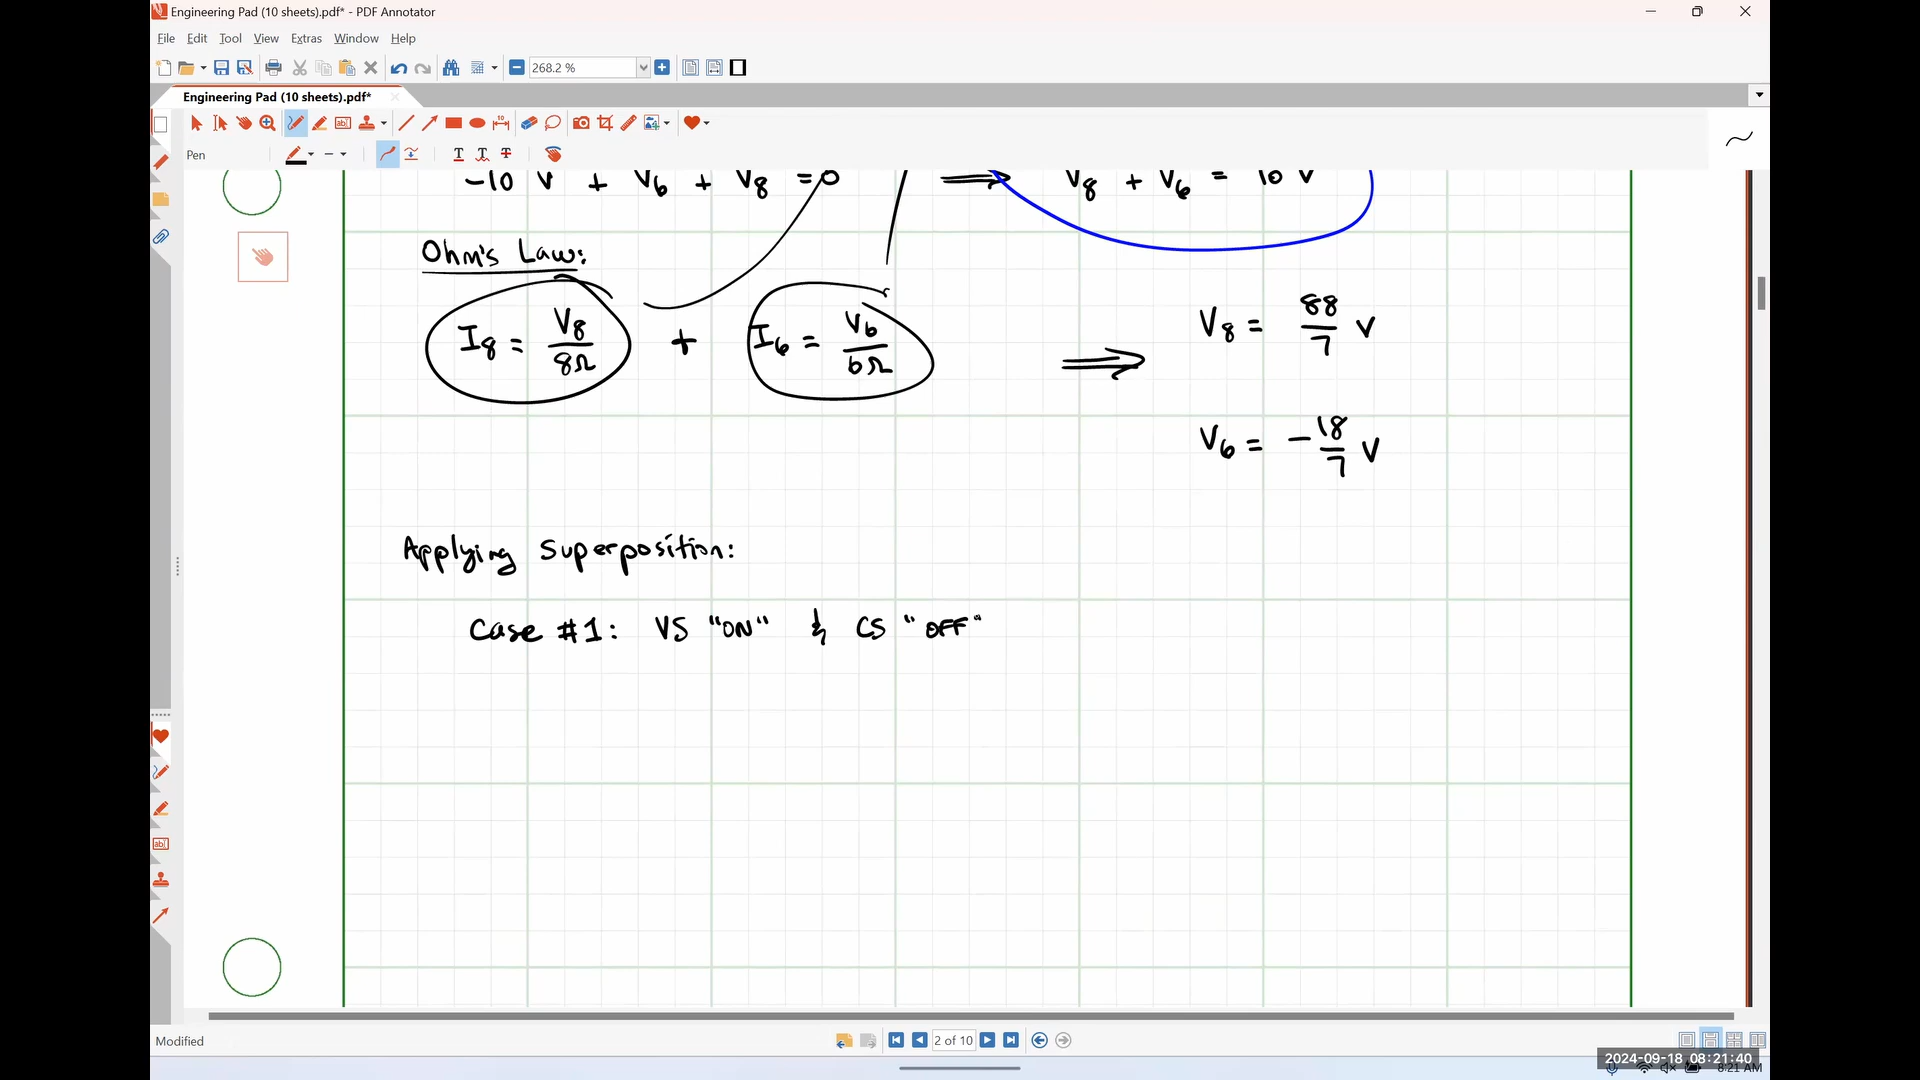 Engineering Pad (10 sheets).pdf* - PDF Annotator
File Edit Tool View Extras Window Help
268.2 %
Engineering Pad (10 sheets).pdf*
Pen
-10 V + V6 + V8 = 0 ⟹ V8 + V6 = 10 V
Ohm's Law:
I8 = V8/8Ω + I6 = V6/6Ω ⟹ V8 = 88/7 V
V6 = -18/7 V
Applying Superposition:
Case #1: VS "ON" & CS "OFF"
Modified
2 of 10
2024-09-18 08:21:40
8:21 AM